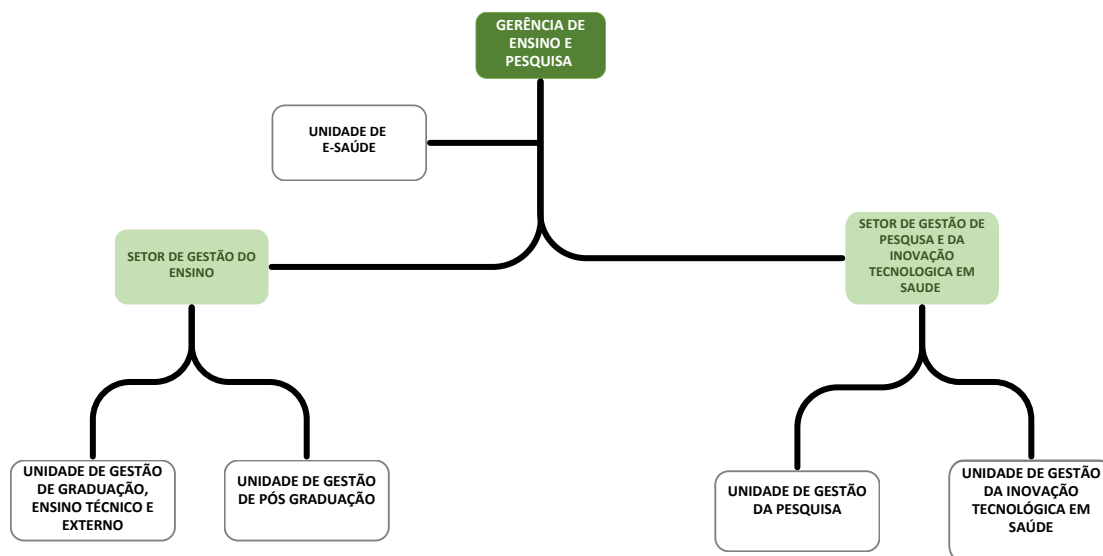 GERÊNCIA DE
ENSINO E
PESQUISA
UNIDADE DE
E-SAÚDE
SETOR DE GESTÃO DO
ENSINO
SETOR DE GESTÃO DE
PESQUSA E DA
INOVAÇÃO
TECNOLOGICA EM
SAUDE
UNIDADE DE GESTÃO
DE GRADUAÇÃO,
ENSINO TÉCNICO E
EXTERNO
UNIDADE DE GESTÃO
DE PÓS GRADUAÇÃO
UNIDADE DE GESTÃO
DA PESQUISA
UNIDADE DE GESTÃO
DA INOVAÇÃO
TECNOLÓGICA EM
SAÚDE